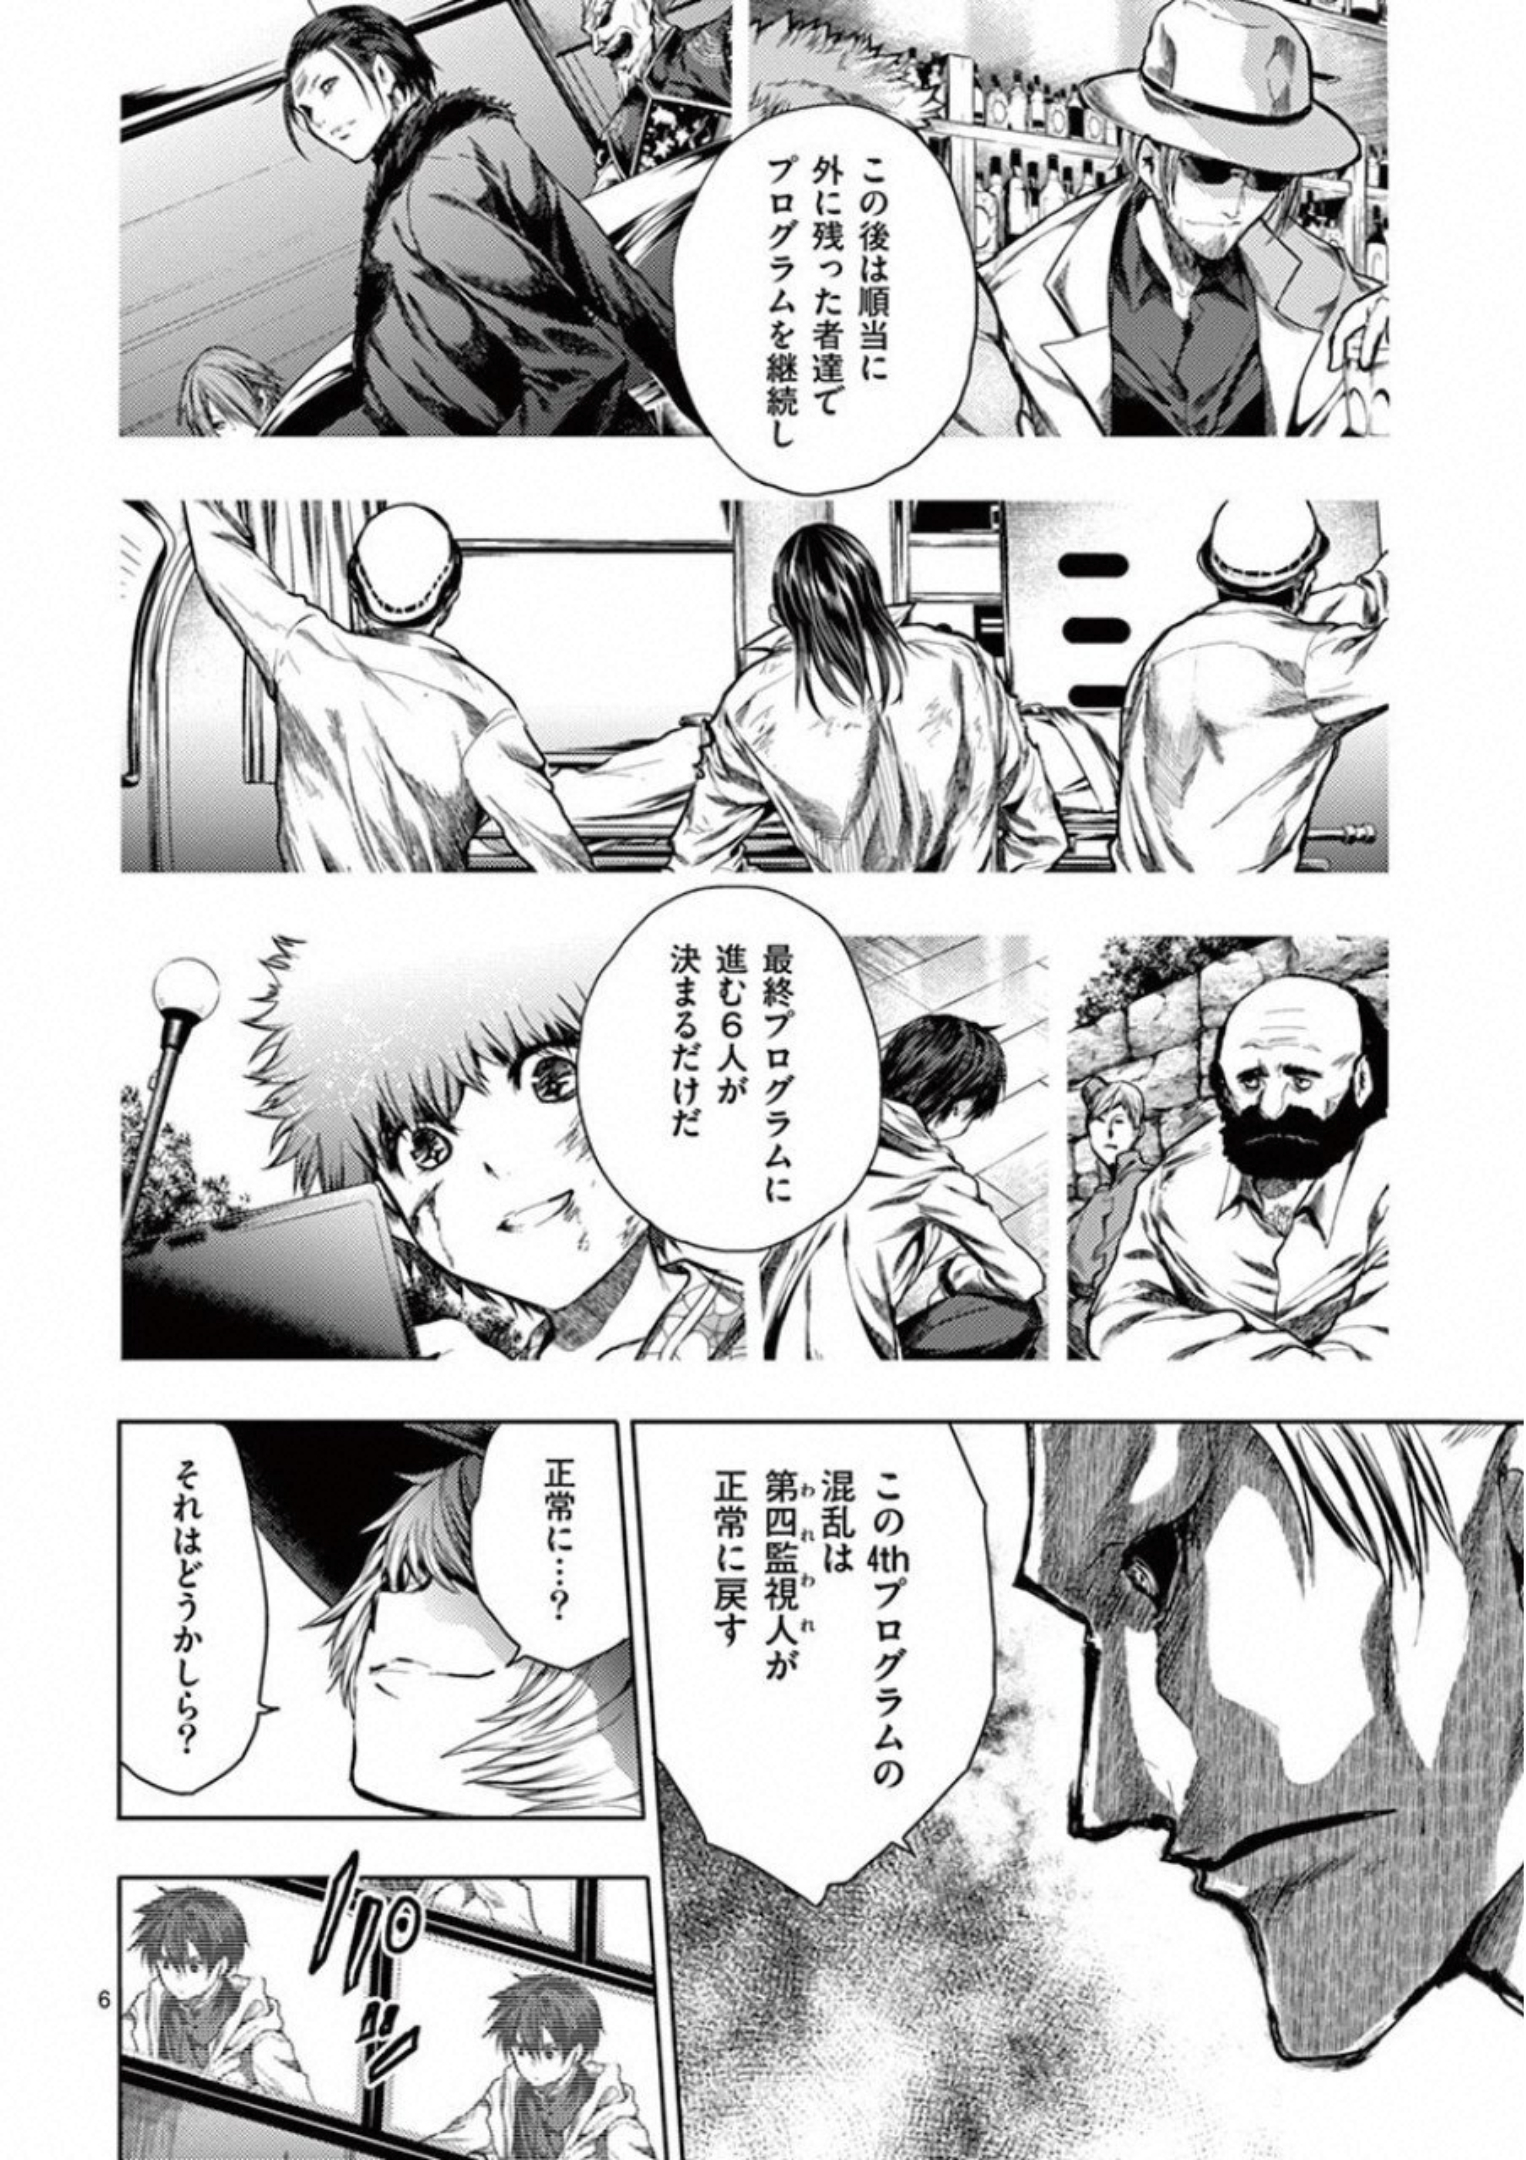 この後は順当に
外に残った者達で
プログラムを継続し
最終プログラムに
進む6人が
決まるだけだ
この4thプログラムの
混乱は
第四監視人が
われわれ
正常に戻す
正常に…?
それはどうかしら?
6